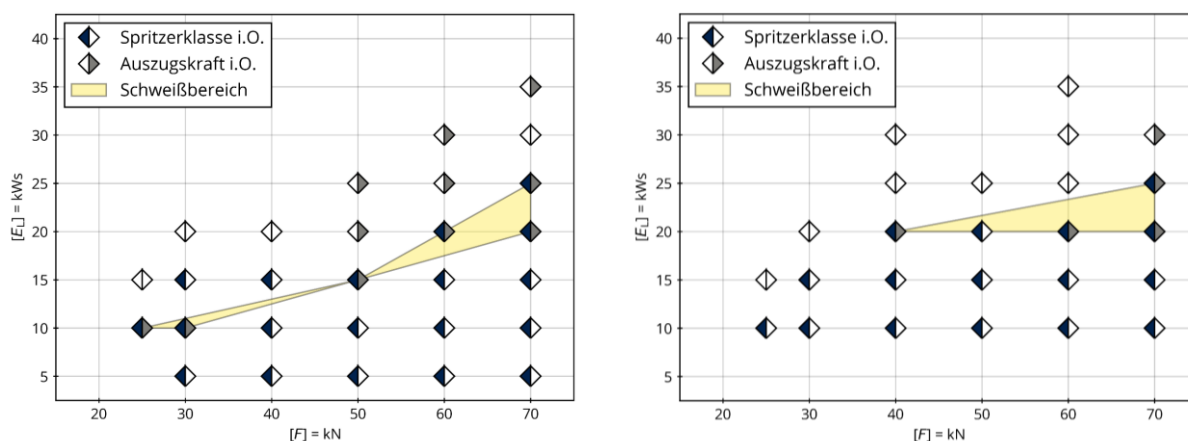 Spritzerklasse i.O.
Auszugskraft i.O.
Schweißbereich
40
35
30
25
20
15
10
5
[E_L] = kWs
20 30 40 50 60 70
[F] = kN
Spritzerklasse i.O.
Auszugskraft i.O.
Schweißbereich
40
35
30
25
20
15
10
5
[E_L] = kWs
20 30 40 50 60 70
[F] = kN